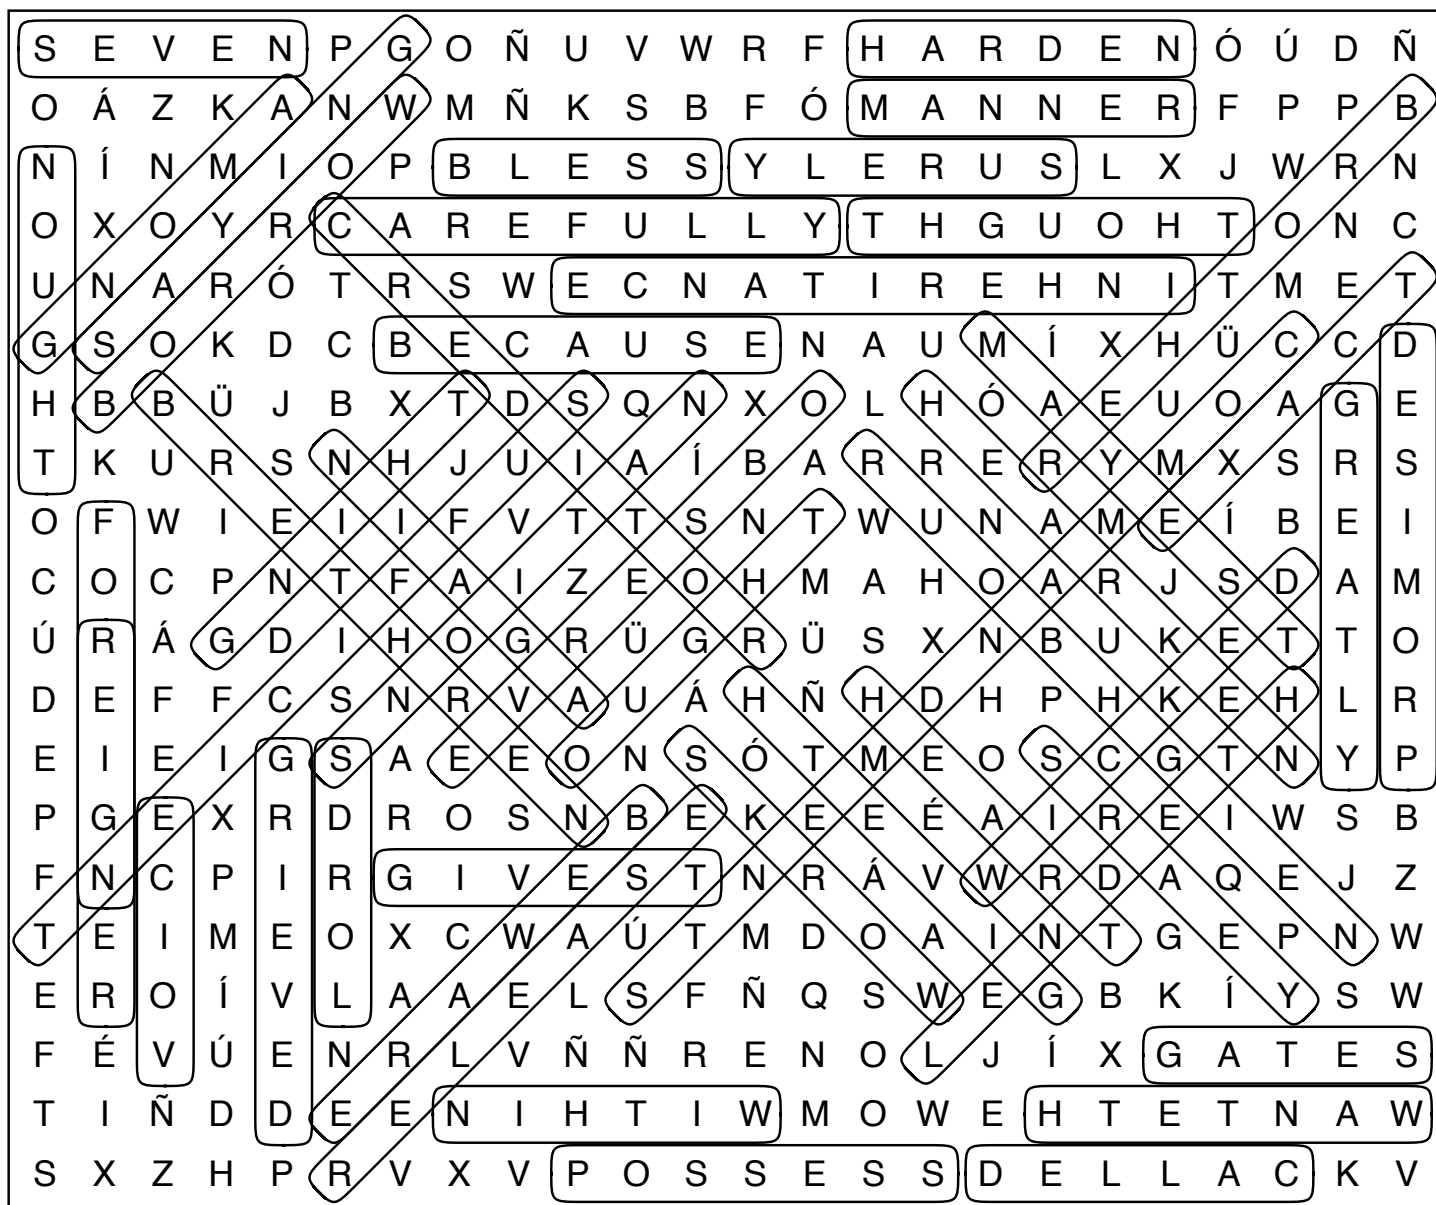 S E V E N P G O Ñ U V W R F H A R D E N Ó Ú D Ñ
O Á Z K A N W M Ñ K S B F Ó M A N N E R F P P B
N Í N M I O P B L E S S Y L E R U S L X J W R N
O X O Y R C A R E F U L L Y T H G U O H T O N C
U N A R Ó T R S W E C N A T I R E H N I T M E T
G S O K D C B E C A U S E N A U M Í X H Ü C C D
H B B Ü J B X T D S Q N X O L H Ó A E U O A G E
T K U R S N H J U I A Í B A R R E R Y M X S R S
O F W I E I I F V T T S N T W U N A M E Í B E I
C O C P N T F A I Z E O H M A H O A R J S D A M
Ú R Á G D I H O G R Ü G R Ü S X N B U K E T T O
D E F F C S N R V A U Á H Ñ H D H P H K E H L R
E I E I G S A E E O N S Ó T M E O S C G T N Y P
P G E X R D R O S N B E K E E É A I R E I W S B
F N C P I R G I V E S T N R Á V W R D A Q E J Z
T E I M E O X C W A Ú T M D O A I N T G E P N W
E R O Í V L A A E L S F Ñ Q S W E G B K Í Y S W
F É V Ú E N R L V Ñ Ñ R E N O L J Í X G A T E S
T I Ñ D D E E N I H T I W M O W E H T E T N A W
S X Z H P R V X V P O S S E S S D E L L A C K V